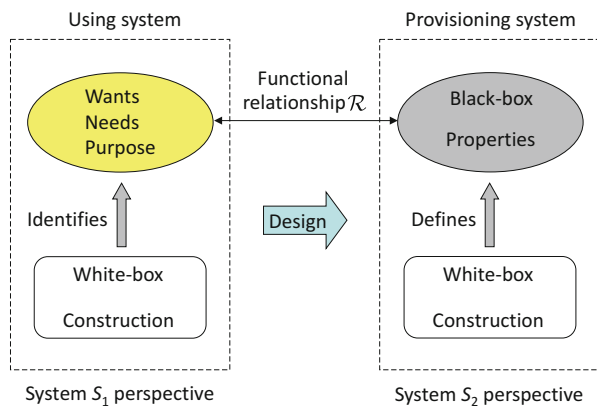 Using system
Provisioning system
Wants
Needs
Purpose
Functional
relationship ℛ
Black-box
Properties
Identifies
Design
Defines
White-box
Construction
White-box
Construction
System S₁ perspective
System S₂ perspective